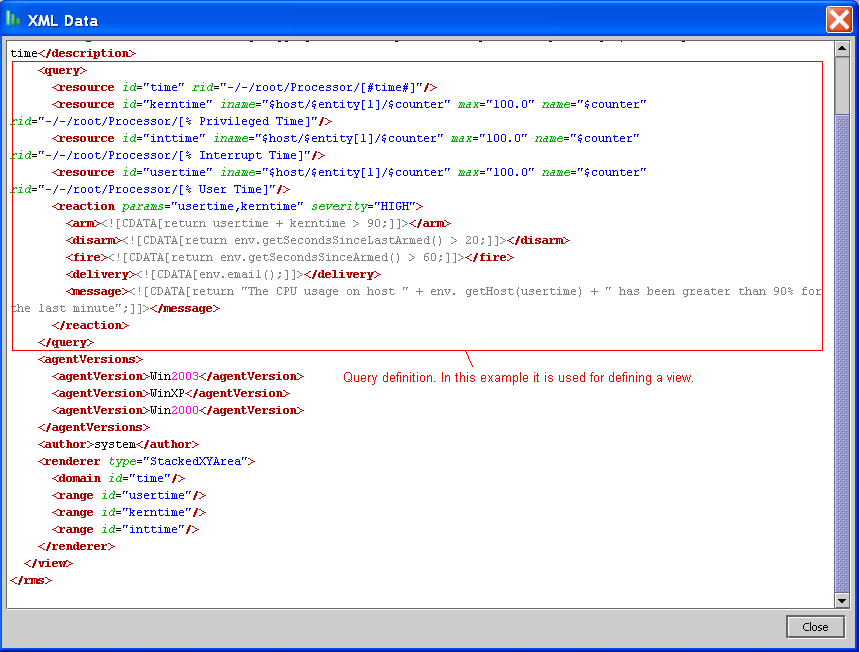 XML Data
time</description>
<query>
<resource id="time" rid="-/-/root/Processor/[#time#]"/>
<resource id="kerntime" iname="$host/$entity[1]/$counter" max="100.0" name="$counter"
rid="-/-/root/Processor/[% Privileged Time]"/>
<resource id="inttime" iname="$host/$entity[1]/$counter" max="100.0" name="$counter"
rid="-/-/root/Processor/[% Interrupt Time]"/>
<resource id="usertime" iname="$host/$entity[1]/$counter" max="100.0" name="$counter"
rid="-/-/root/Processor/[% User Time]"/>
<reaction params="usertime,kerntime" severity="HIGH">
<arm><![CDATA[return usertime + kerntime > 90;]]></arm>
<disarm><![CDATA[return env.getSecondsSinceLastArmed() > 20;]]></disarm>
<fire><![CDATA[return env.getSecondsSinceArmed() > 60;]]></fire>
<delivery><![CDATA[env.email();]]></delivery>
<message><![CDATA[return "The CPU usage on host " + env. getHost(usertime) + " has been greater than 90% for
the last minute";]]></message>
</reaction>
</query>
<agentVersions>
<agentVersion>Win2003</agentVersion>
Query definition. In this example it is used for defining a view.
<agentVersion>WinXP</agentVersion>
<agentVersion>Win2000</agentVersion>
</agentVersions>
<author>system</author>
<renderer type="StackedXYArea">
<domain id="time"/>
<range id="usertime"/>
<range id="kerntime"/>
<range id="inttime"/>
</renderer>
</view>
</rms>
Close